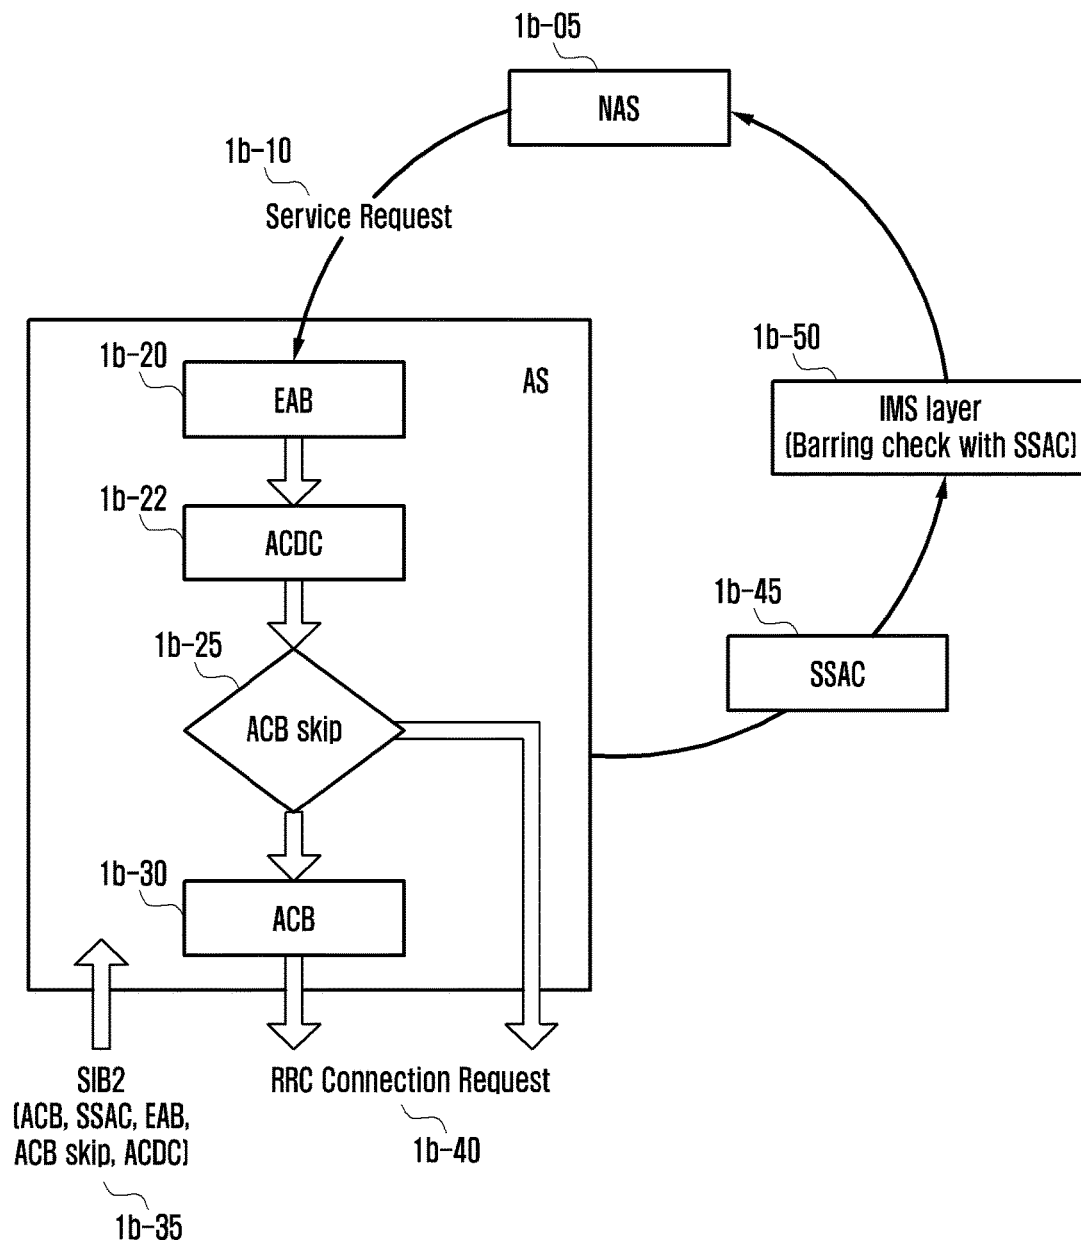 1b-05
NAS
1b-10
Service Request
1b-20
EAB
AS
1b-50
IMS layer
(Barring check with SSAC)
1b-22
ACDC
1b-45
SSAC
1b-25
ACB skip
1b-30
ACB
SIB2
(ACB, SSAC, EAB,
ACB skip, ACDC)
1b-35
RRC Connection Request
1b-40